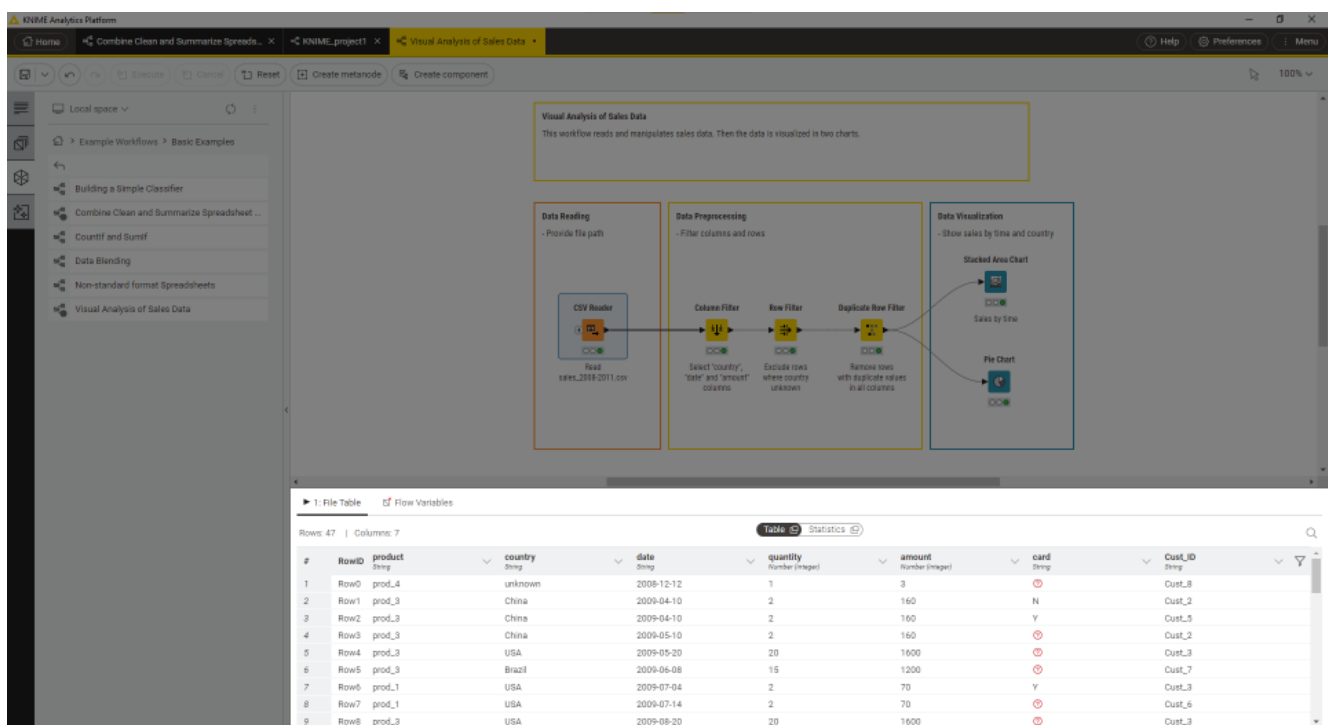 KNIME Analytics Platform
Home
Combine Clean and Summarize Spreads...
KNIME_project1
Visual Analysis of Sales Data
Help
Preferences
Menu
Execute
Cancel
Reset
Create metanode
Create component
100%
Local space
Example Workflows > Basic Examples
Building a Simple Classifier
Combine Clean and Summarize Spreadsheet ...
CountIf and SumIf
Data Blending
Non-standard format Spreadsheets
Visual Analysis of Sales Data
Visual Analysis of Sales Data
This workflow reads and manipulates sales data. Then the data is visualized in two charts.
Data Reading
- Provide file path
CSV Reader
Read
sales_2008-2011.csv
Data Preprocessing
- Filter columns and rows
Column Filter
Select "country",
"date" and "amount"
columns
Row Filter
Exclude rows
where country
unknown
Duplicate Row Filter
Remove rows
with duplicate values
in all columns
Data Visualization
- Show sales by time and country
Stacked Area Chart
Sales by time
Pie Chart
1: File Table Flow Variables
Rows: 47 | Columns: 7
Table Statistics
# RowID product String country String date String quantity Number (integer) amount Number (integer) card String Cust_ID String
1 Row0 prod_4 unknown 2008-12-12 1 3 ? Cust_8
2 Row1 prod_3 China 2009-04-10 2 160 N Cust_2
3 Row2 prod_3 China 2009-04-10 2 160 Y Cust_5
4 Row3 prod_3 China 2009-05-10 2 160 ? Cust_2
5 Row4 prod_3 USA 2009-05-20 20 1600 ? Cust_3
6 Row5 prod_3 Brazil 2009-06-08 15 1200 ? Cust_7
7 Row6 prod_1 USA 2009-07-04 2 70 Y Cust_3
8 Row7 prod_1 USA 2009-07-14 2 70 ? Cust_6
9 Row8 prod_3 USA 2009-08-20 20 1600 ? Cust_3